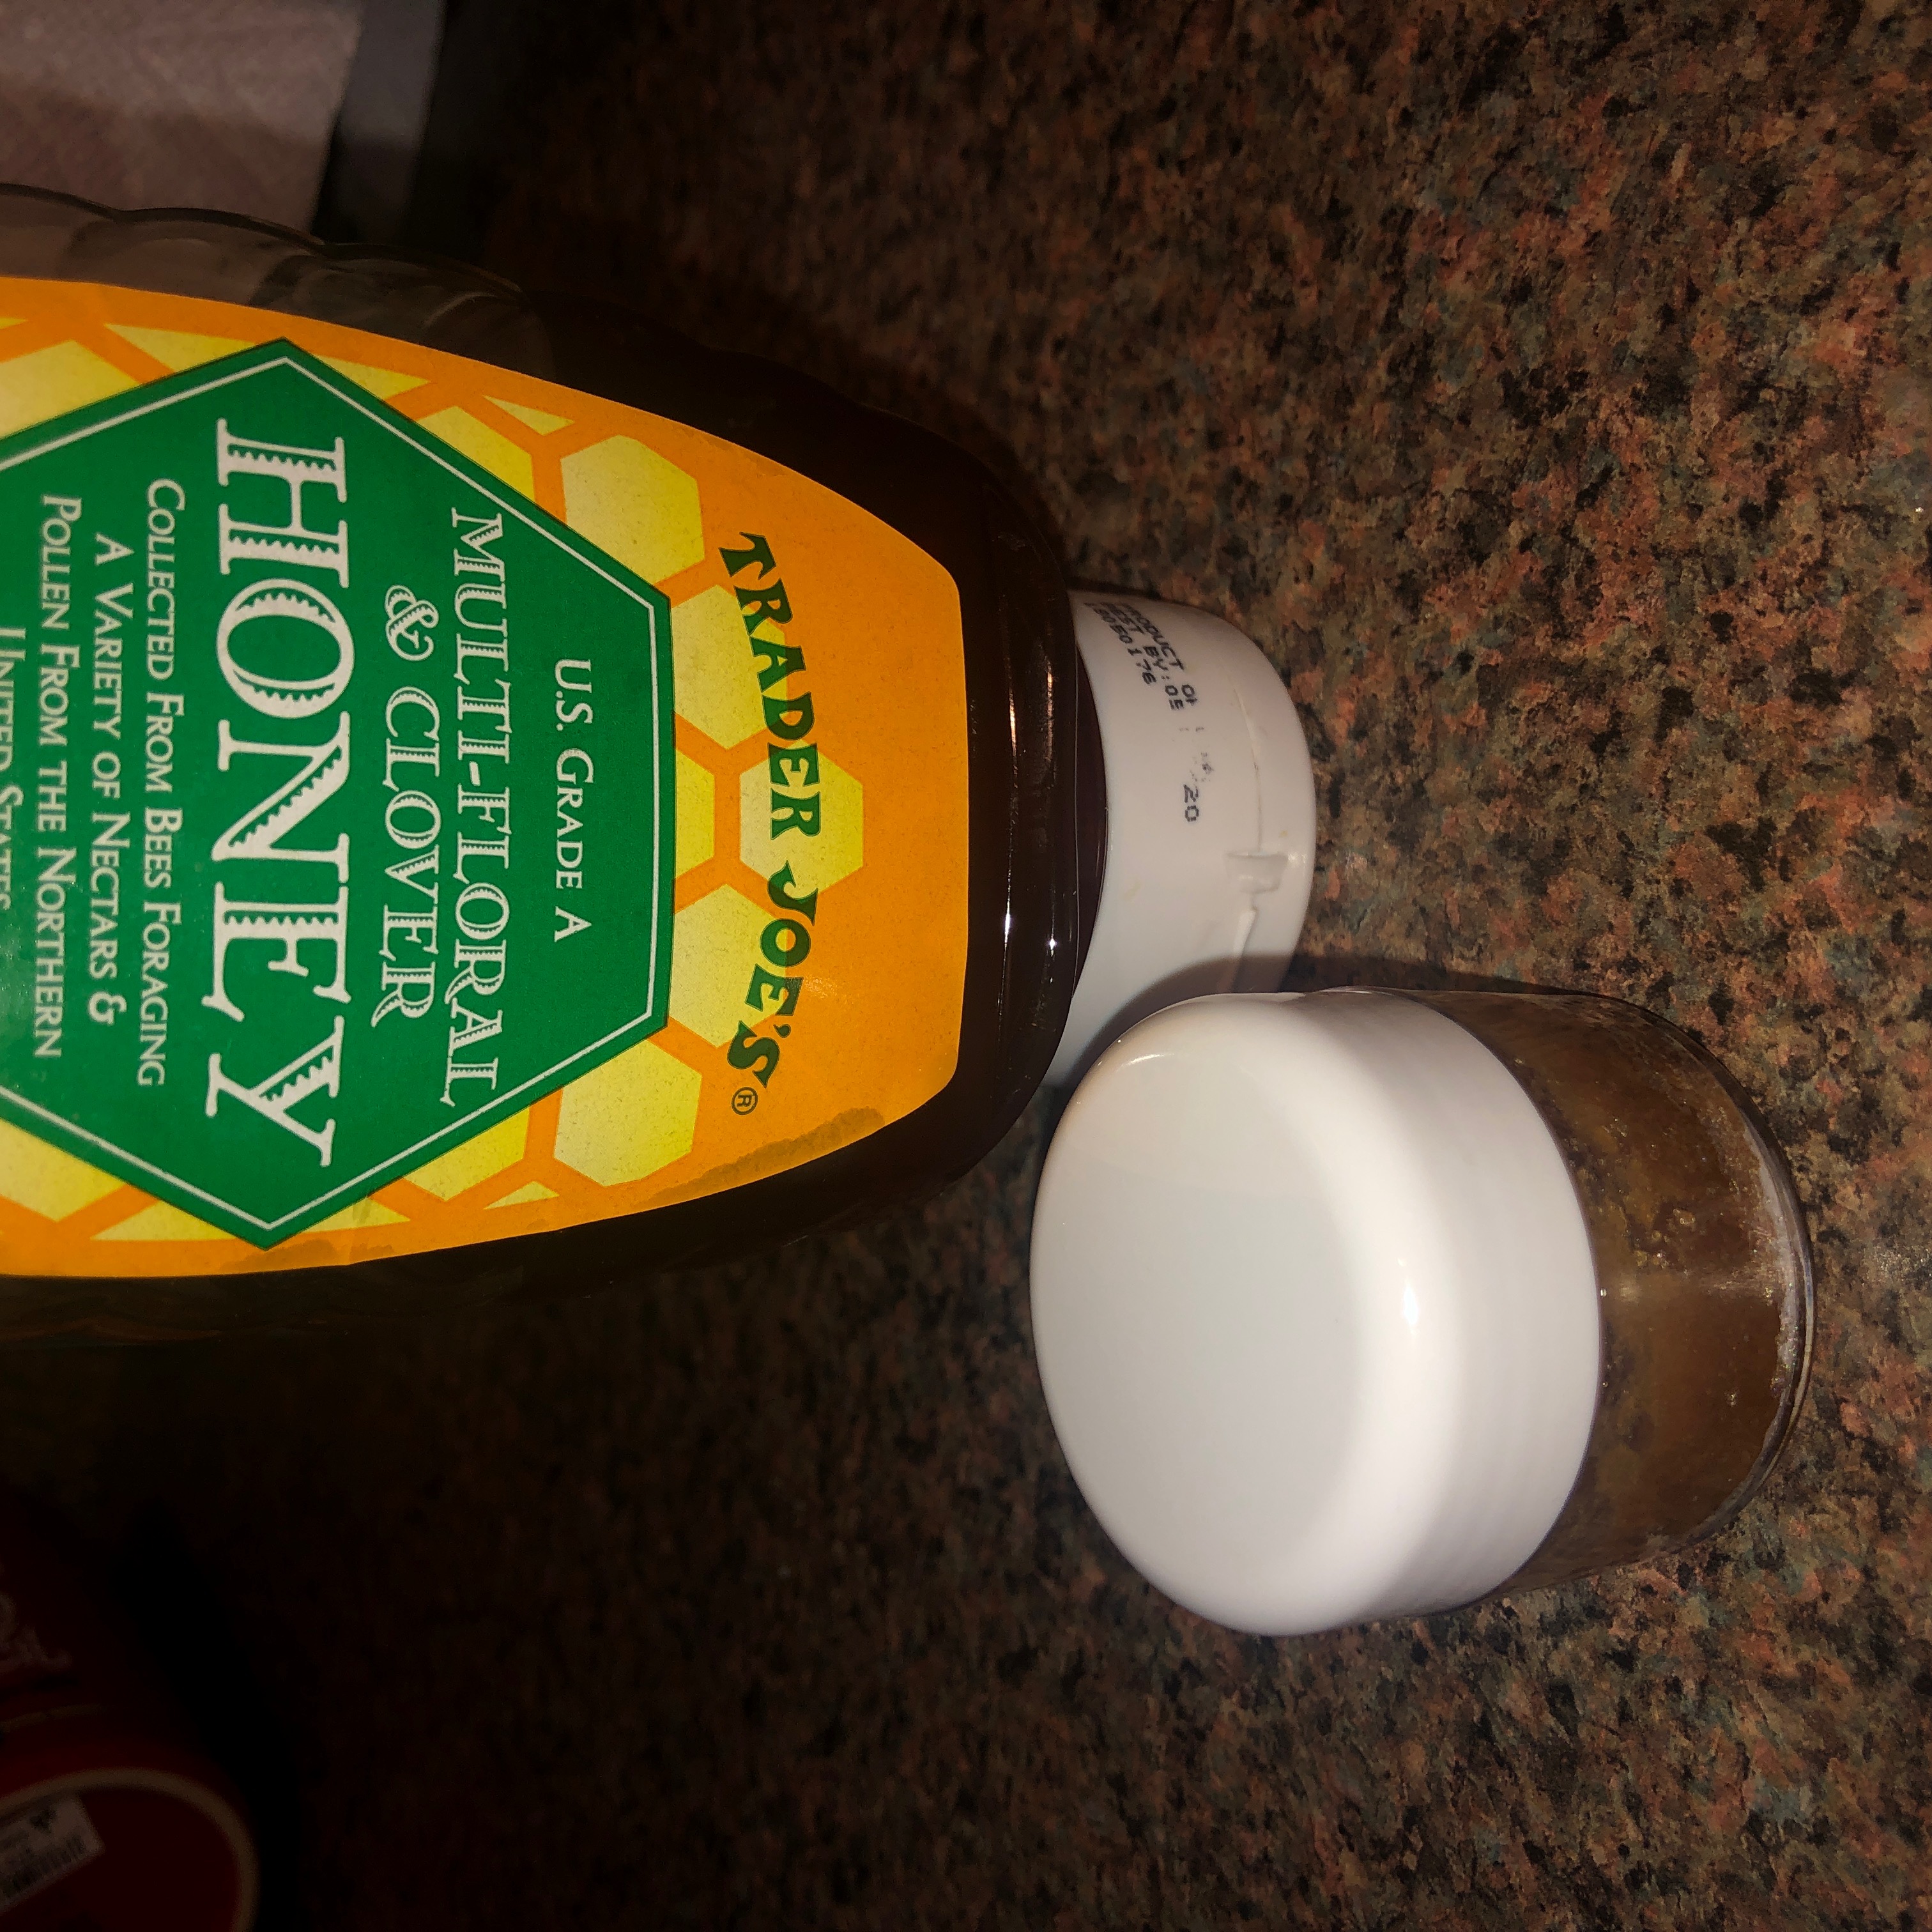 TRADER JOE'S®
U.S. GRADE A
MULTI-FLORAL
& CLOVER
HONEY
COLLECTED FROM BEES FORAGING
A VARIETY OF NECTARS &
POLLEN FROM THE NORTHERN
UNITED STATES
PRODUCT OF
BEST BY:
20